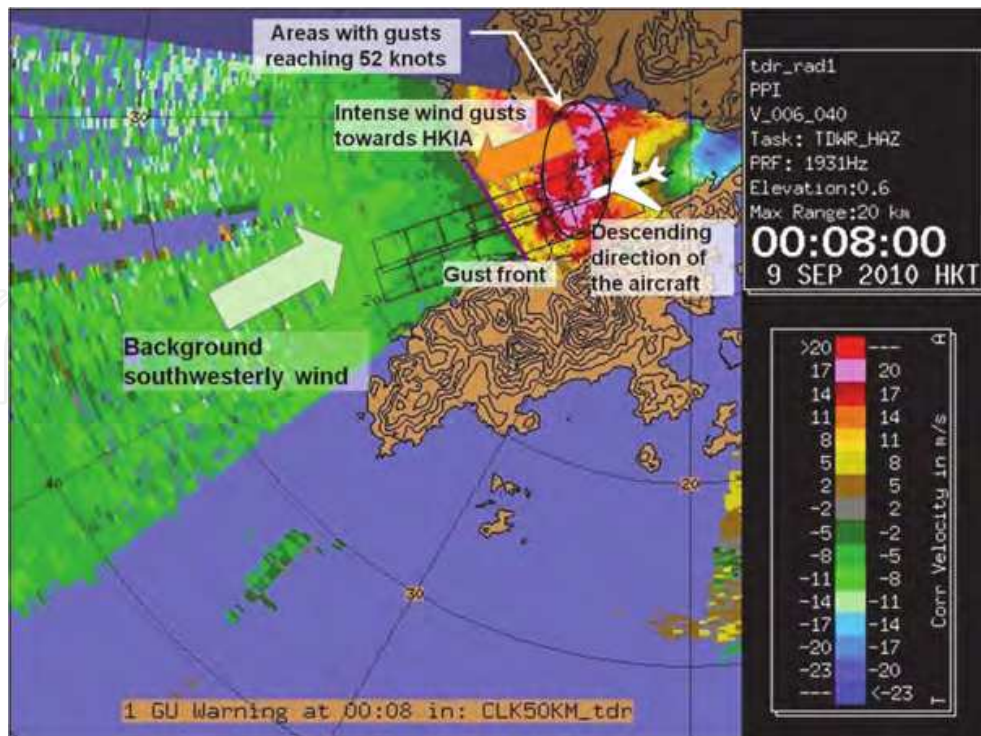 Areas with gusts
reaching 52 knots
Intense wind gusts
towards HKIA
30
Descending
direction of
the aircraft
Gust front
20
Background
southwesterly wind
40
20
30
1 GU Warning at 00:08 in: CLK50KM_tdr
tdr_rad1
PPI
V_006_040
Task: TDWR_HAZ
PRF: 1931Hz
Elevation:0.6
Max Range:20 km
00:08:00
9 SEP 2010 HKT
>20 ---
17 20
14 17
11 14
8 11
5 8
2 5
-2 2
-5 -2
-8 -5
-11 -8
-14 -11
-17 -14
-20 -17
-23 -20
--- <-23
T Corr Velocity in m/s A